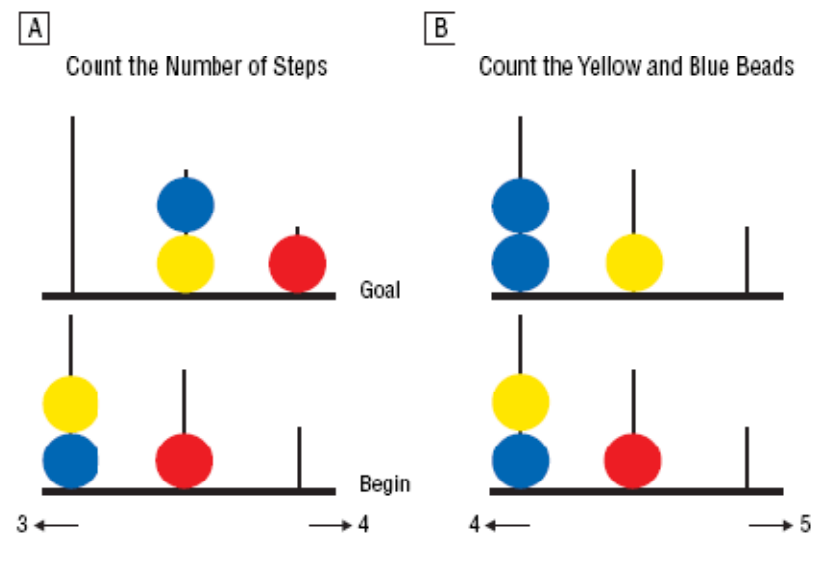 A
Count the Number of Steps
Goal
Begin
3 ← → 4
B
Count the Yellow and Blue Beads
4 ← → 5